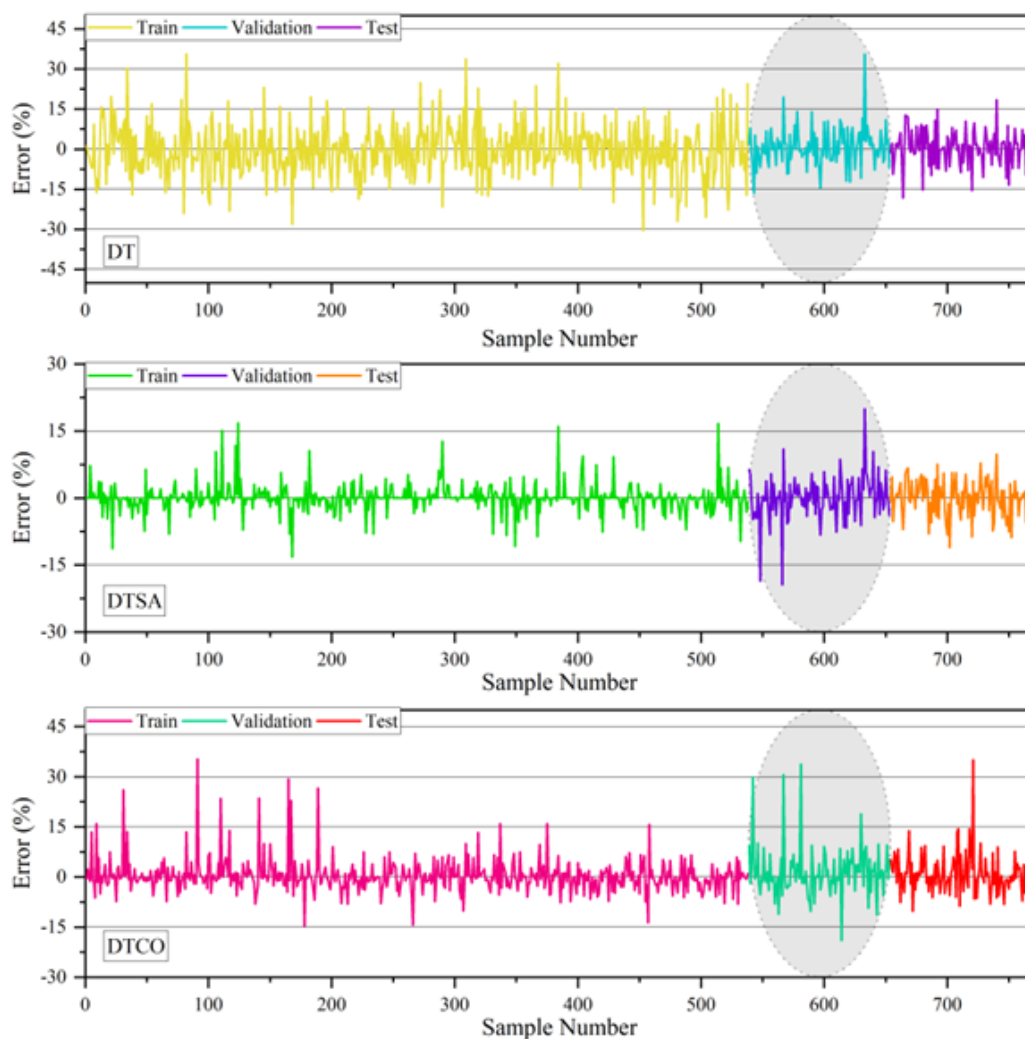 Train Validation Test
45
30
15
0
-15
-30
-45
Error (%)
DT
0 100 200 300 400 500 600 700
Sample Number
Train Validation Test
30
15
0
-15
-30
Error (%)
DTSA
0 100 200 300 400 500 600 700
Sample Number
Train Validation Test
45
30
15
0
-15
-30
Error (%)
DTCO
0 100 200 300 400 500 600 700
Sample Number